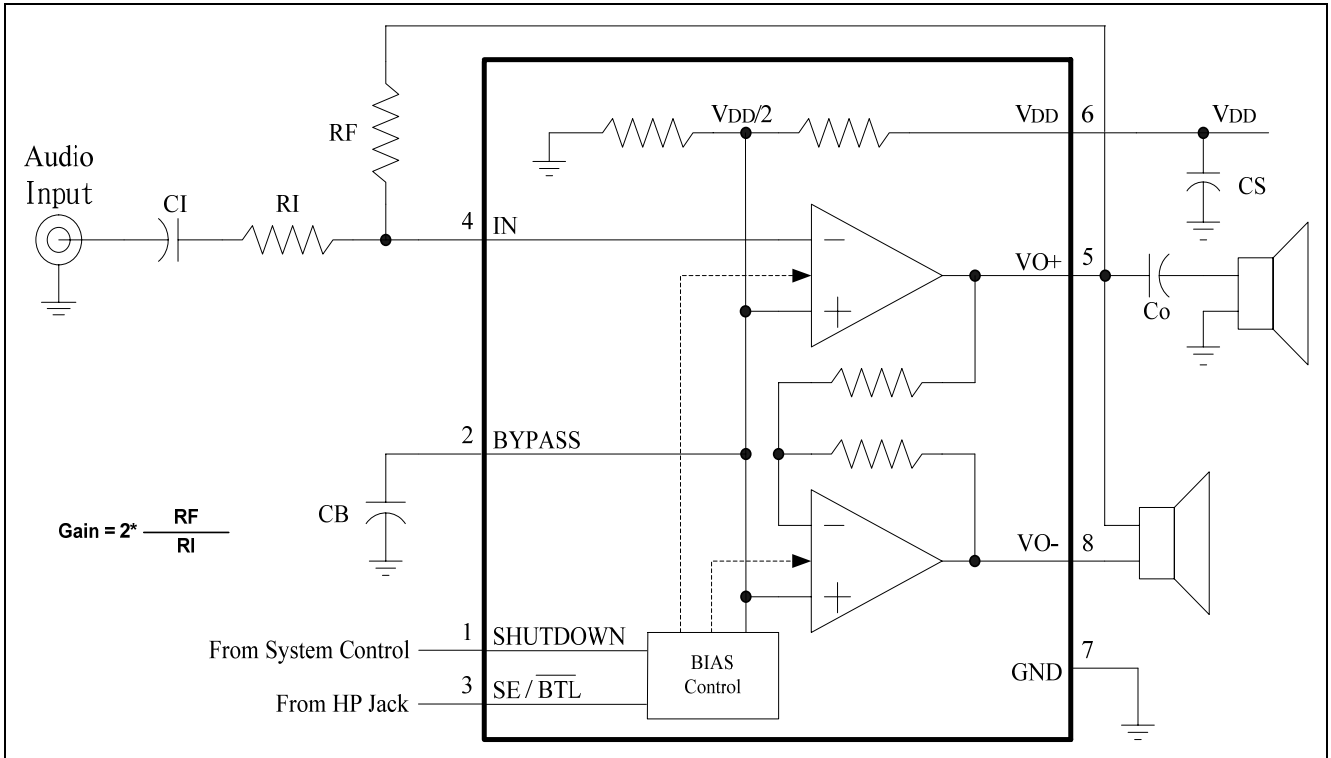 VDD/2
VDD
6
VDD
RF
CS
Audio
Input
CI
RI
4
IN
−
VO+
5
Co
+
2
BYPASS
CB
Gain = 2* RF
RI
−
VO-
8
+
1
SHUTDOWN
From System Control
BIAS
Control
7
GND
3
SE / BTL
From HP Jack